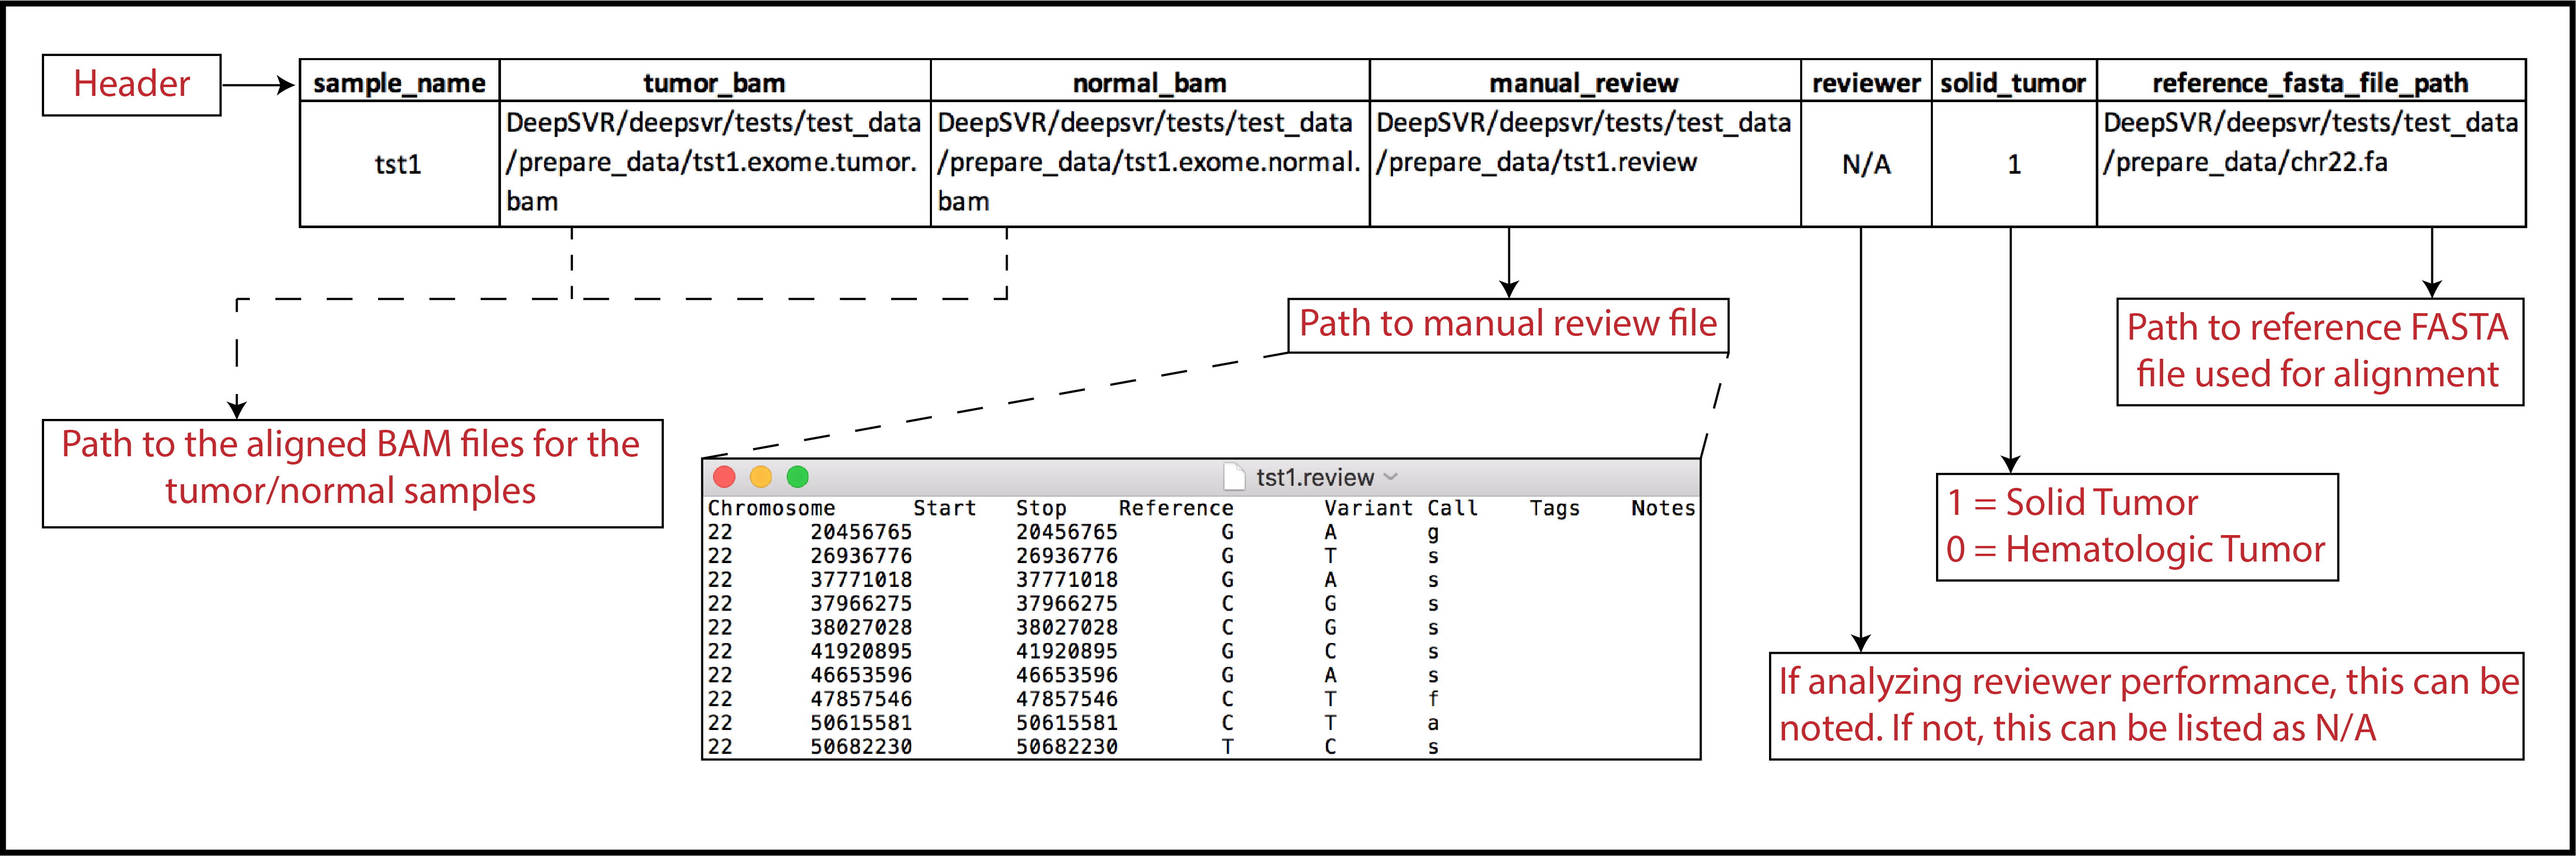 Header
sample_name tumor_bam normal_bam manual_review reviewer solid_tumor reference_fasta_file_path
tst1
DeepSVR/deepsvr/tests/test_data
/prepare_data/tst1.exome.tumor.
bam
DeepSVR/deepsvr/tests/test_data
/prepare_data/tst1.exome.normal.
bam
DeepSVR/deepsvr/tests/test_data
/prepare_data/tst1.review
N/A
1
DeepSVR/deepsvr/tests/test_data
/prepare_data/chr22.fa
Path to the aligned BAM files for the
tumor/normal samples
Path to manual review file
Path to reference FASTA
file used for alignment
tst1.review
Chromosome Start Stop Reference Variant Call Tags Notes
22 20456765 20456765 G A g
22 26936776 26936776 G T s
22 37771018 37771018 G A s
22 37966275 37966275 C G s
22 38027028 38027028 C G s
22 41920895 41920895 G C s
22 46653596 46653596 G A s
22 47857546 47857546 C T f
22 50615581 50615581 C T a
22 50682230 50682230 T C s
1 = Solid Tumor
0 = Hematologic Tumor
If analyzing reviewer performance, this can be
noted. If not, this can be listed as N/A